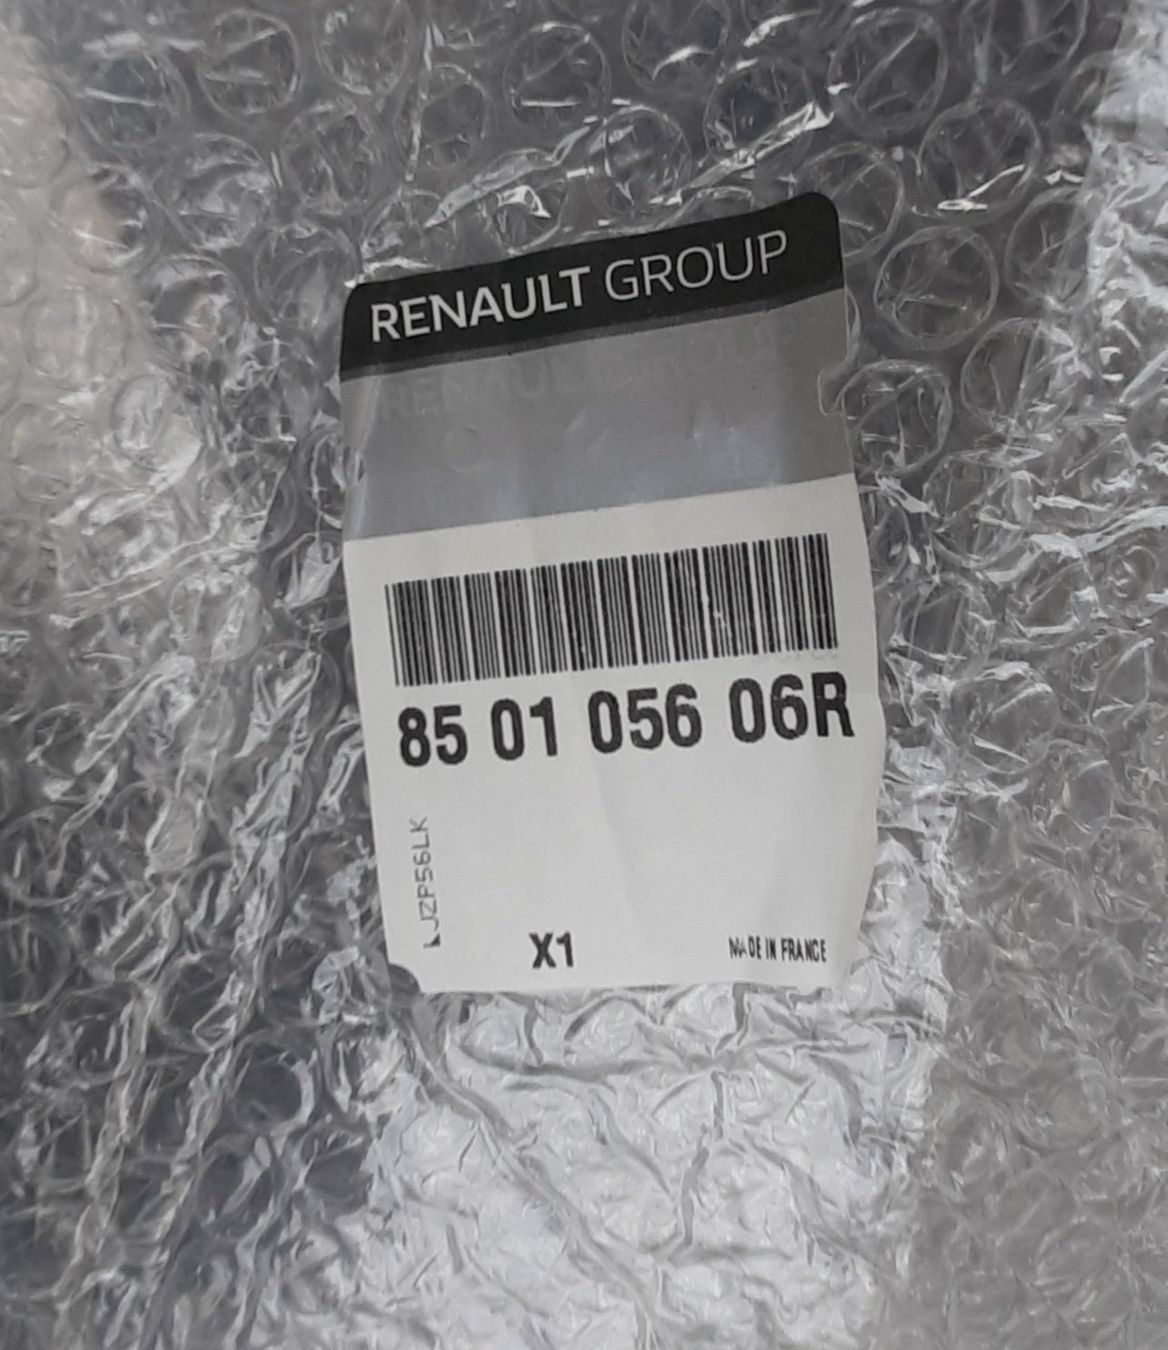 RENAULT GROUP
85 01 056 06R
JZP56LK
X1
MADE IN FRANCE